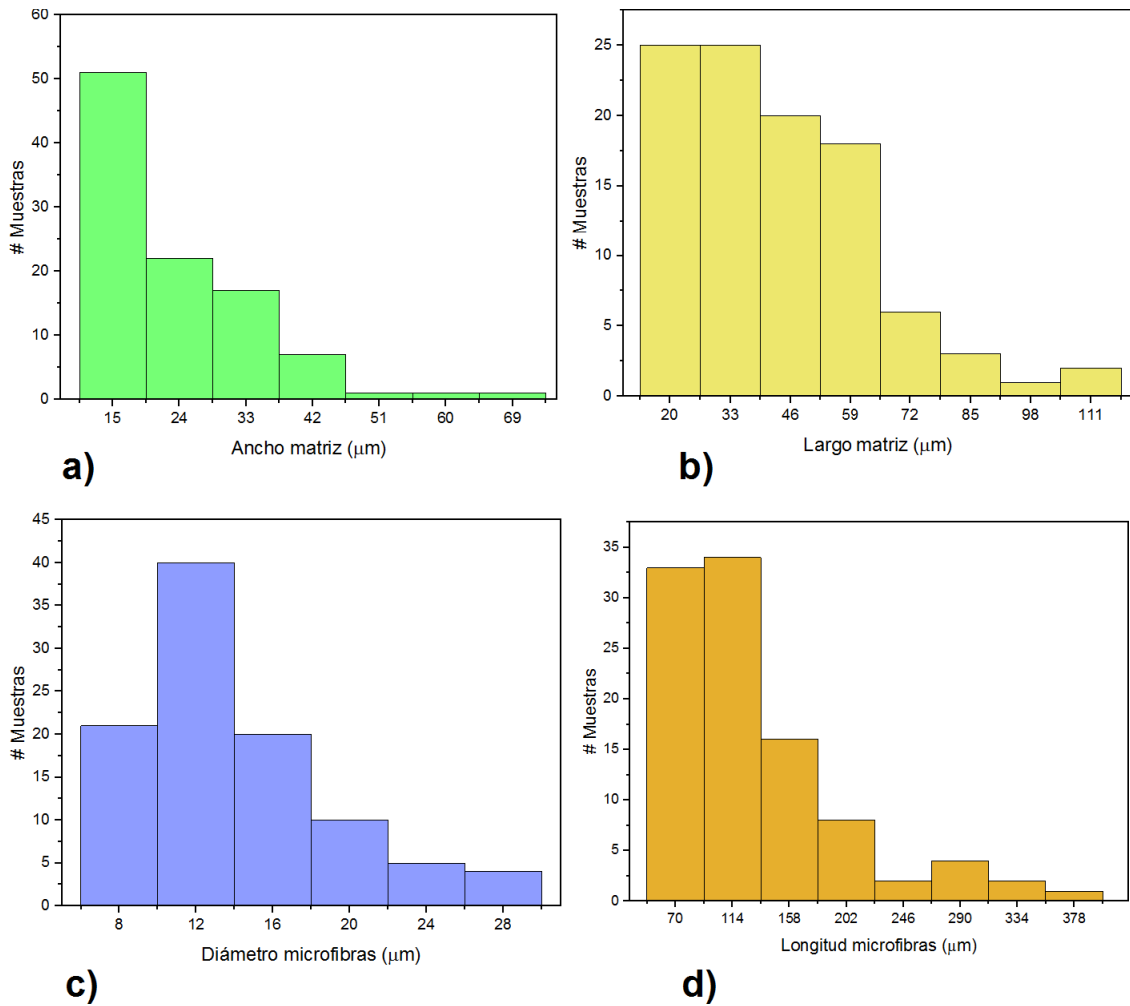 60
50
40
30
20
10
0
# Muestras
15 24 33 42 51 60 69
Ancho matriz (μm)
a)
25
20
15
10
5
0
# Muestras
20 33 46 59 72 85 98 111
Largo matriz (μm)
b)
45
40
35
30
25
20
15
10
5
0
# Muestras
8 12 16 20 24 28
Diámetro microfibras (μm)
c)
35
30
25
20
15
10
5
0
# Muestras
70 114 158 202 246 290 334 378
Longitud microfibras (μm)
d)